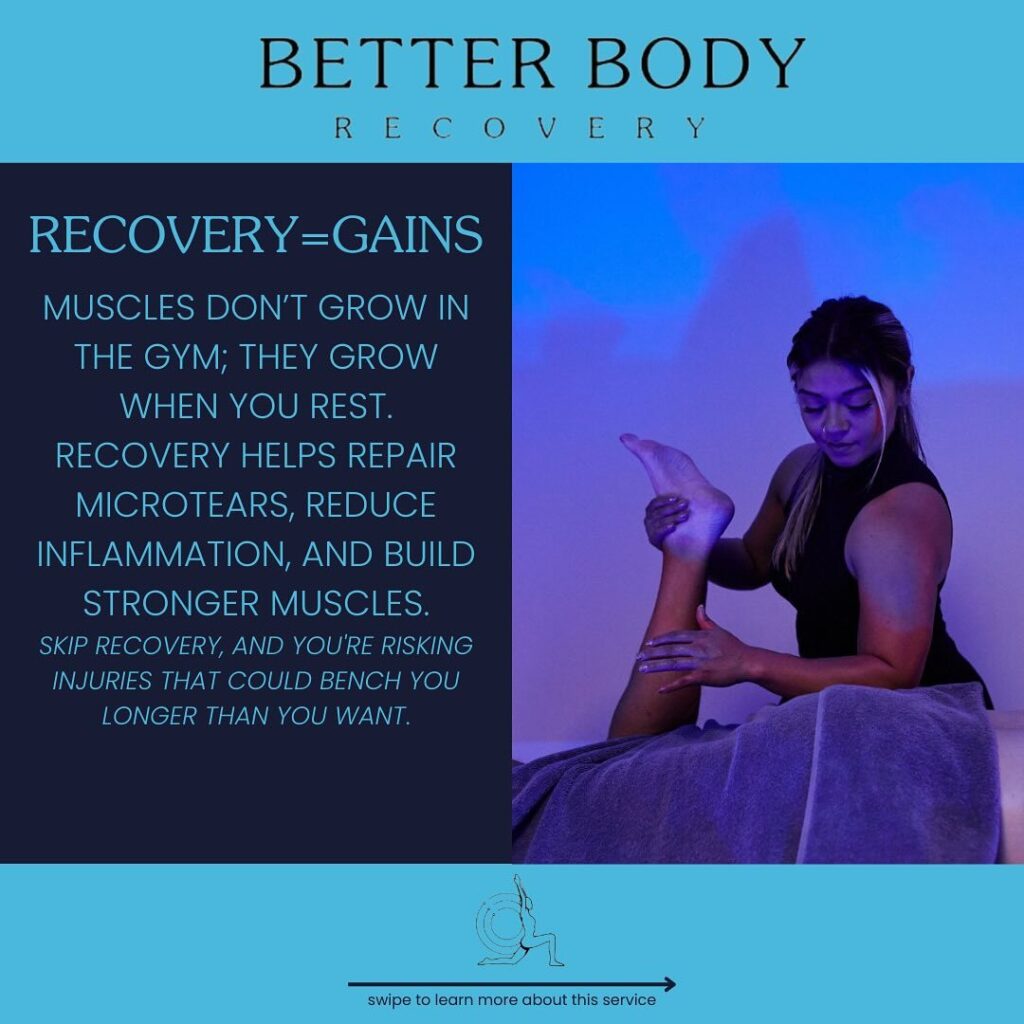 BETTER BODY
RECOVERY
RECOVERY=GAINS
MUSCLES DON’T GROW IN
THE GYM; THEY GROW
WHEN YOU REST.
RECOVERY HELPS REPAIR
MICROTEARS, REDUCE
INFLAMMATION, AND BUILD
STRONGER MUSCLES.
SKIP RECOVERY, AND YOU'RE RISKING
INJURIES THAT COULD BENCH YOU
LONGER THAN YOU WANT.
swipe to learn more about this service